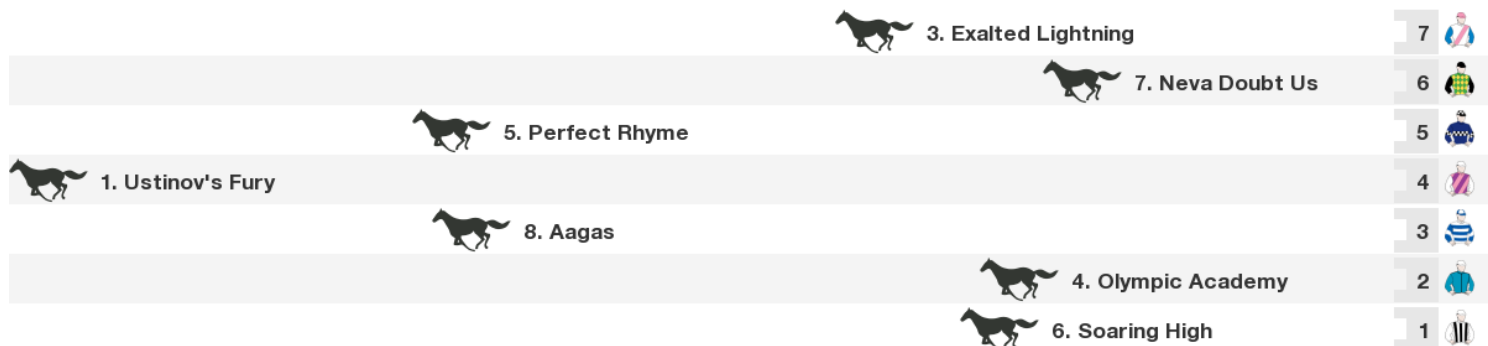 3. Exalted Lightning 7
7. Neva Doubt Us 6
5. Perfect Rhyme 5
1. Ustinov's Fury 4
8. Aagas 3
4. Olympic Academy 2
6. Soaring High 1